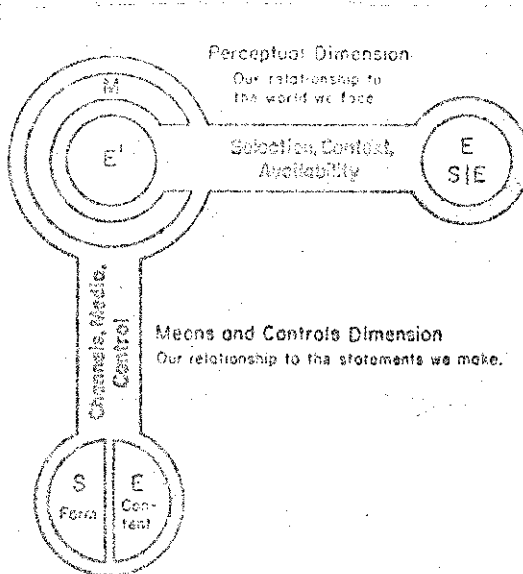 Perceptual Dimension
Our relationship to
the world we face
M
E'
Selection, Context,
Availability
E
S|E
Channels, Media,
Control
Means and Controls Dimension
Our relationship to the statements we make.
S
Form
E
Con-
tent